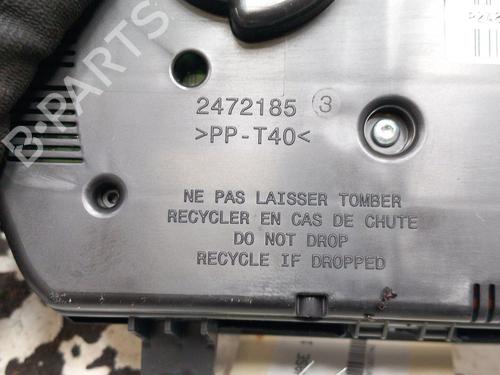 B-PARTS
2472185 3
>PP-T40<
NE PAS LAISSER TOMBER
RECYCLER EN CAS DE CHUTE
DO NOT DROP
RECYCLE IF DROPPED